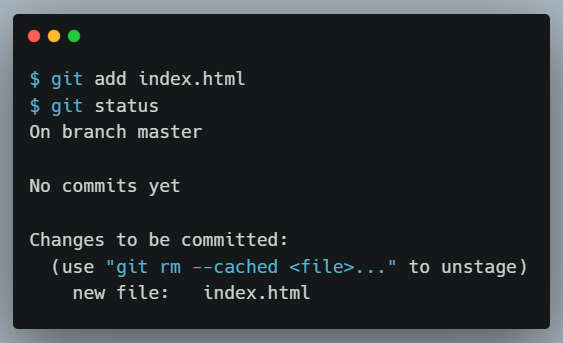 $ git add index.html
$ git status
On branch master
No commits yet
Changes to be committed:
(use "git rm --cached <file>..." to unstage)
new file: index.html